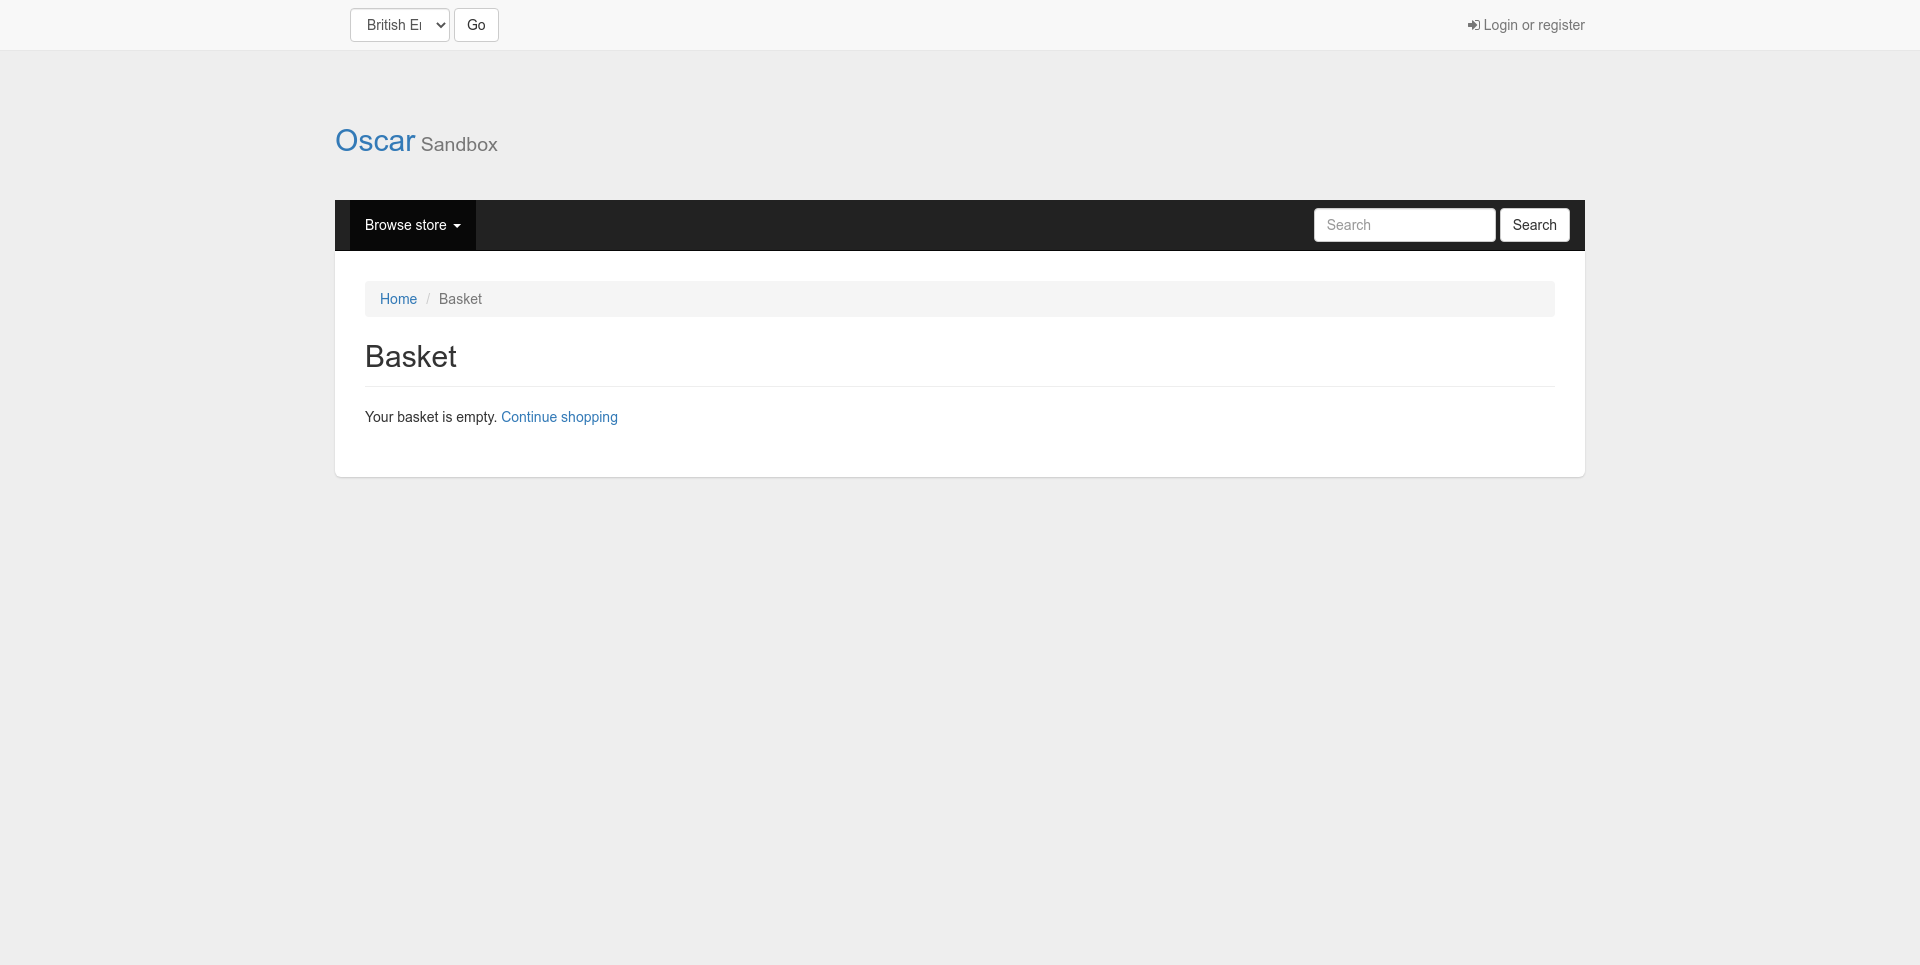 British Er
Go
Login or register
Oscar Sandbox
Browse store
Search
Search
Home / Basket
Basket
Your basket is empty. Continue shopping